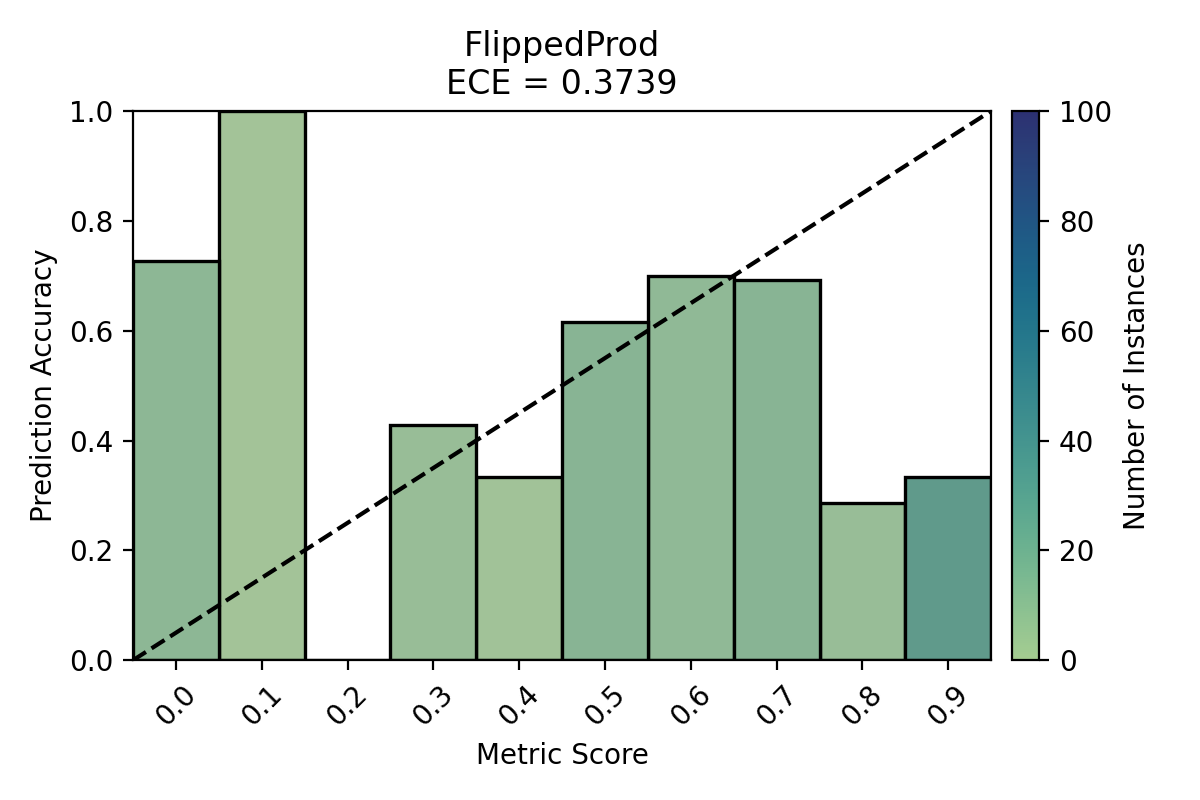 FlippedProd
ECE = 0.3739
Prediction Accuracy
1.0
0.8
0.6
0.4
0.2
0.0
0.0 0.1 0.2 0.3 0.4 0.5 0.6 0.7 0.8 0.9
Metric Score
100
80
60
40
20
0
Number of Instances